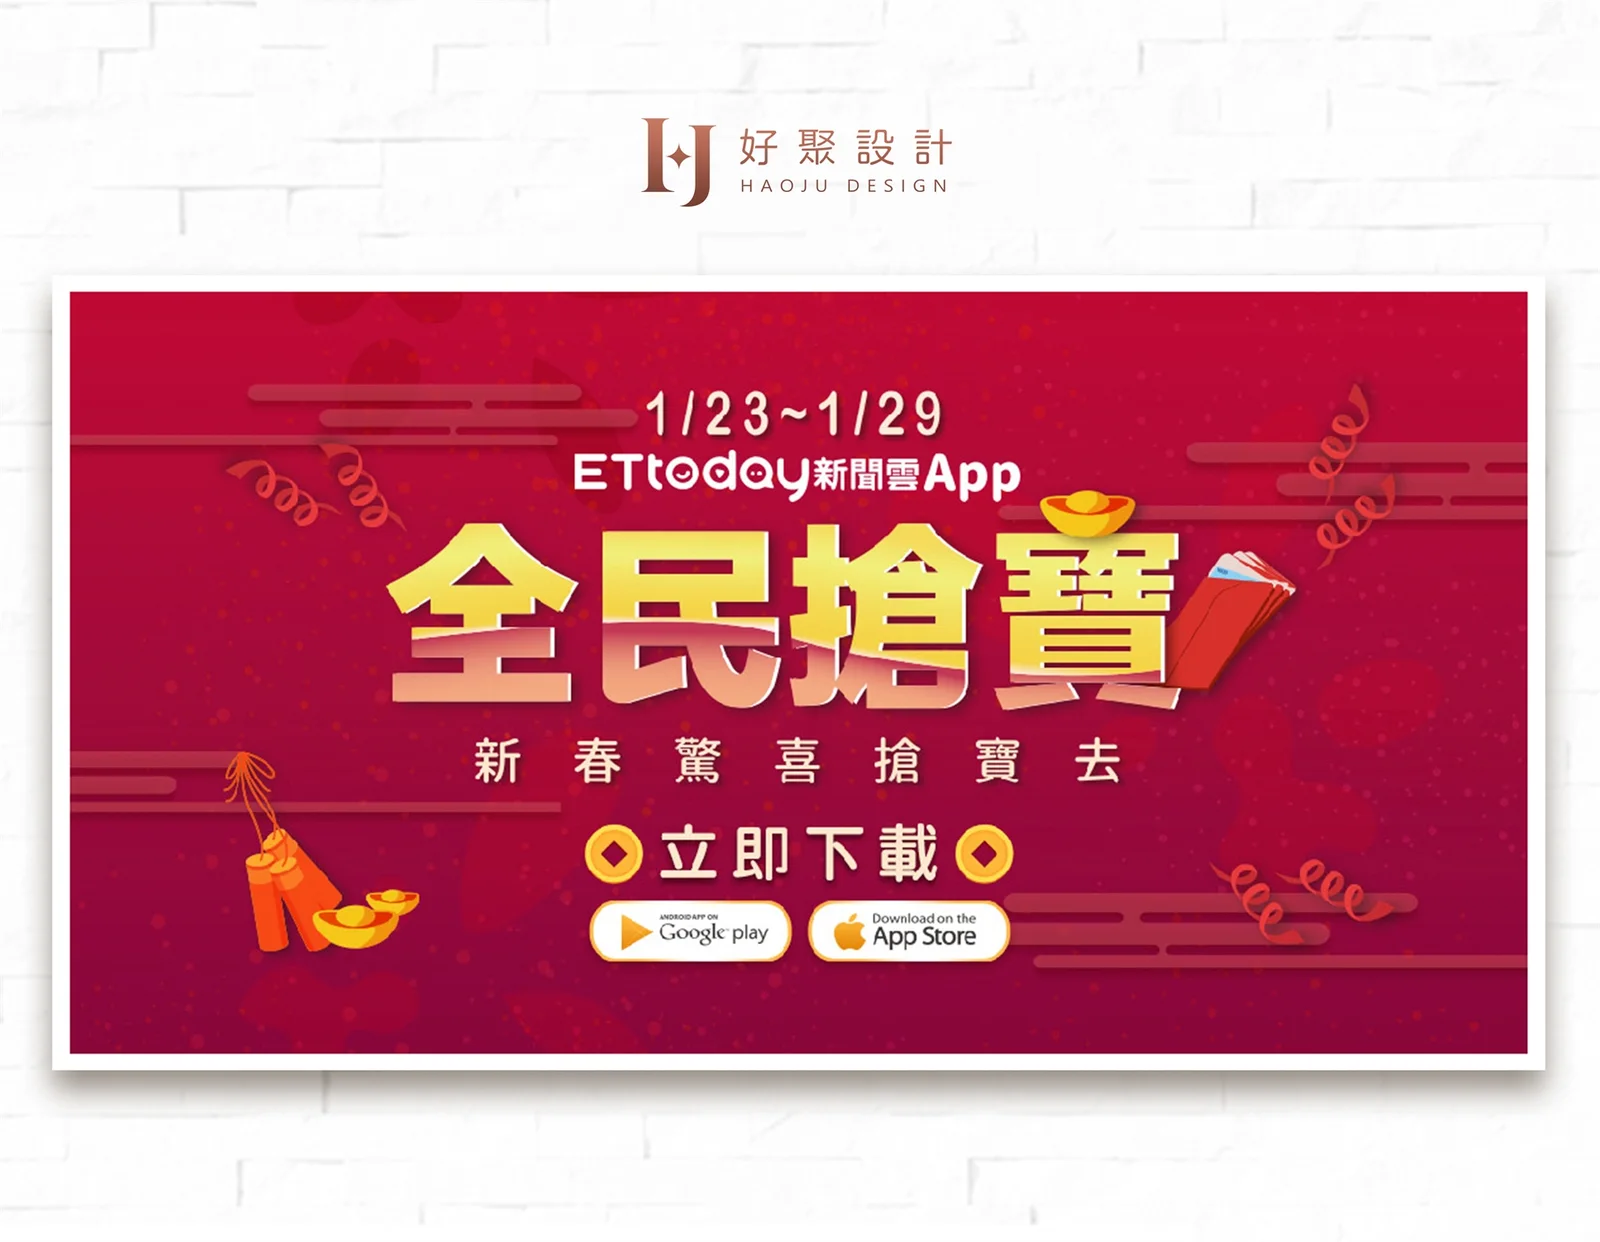 好聚設計
HAOJU DESIGN
1/23~1/29
ETtoday新聞雲App
全民搶寶
新春驚喜搶寶去
立即下載
ANDROID APP ON
Google play
Download on the
App Store